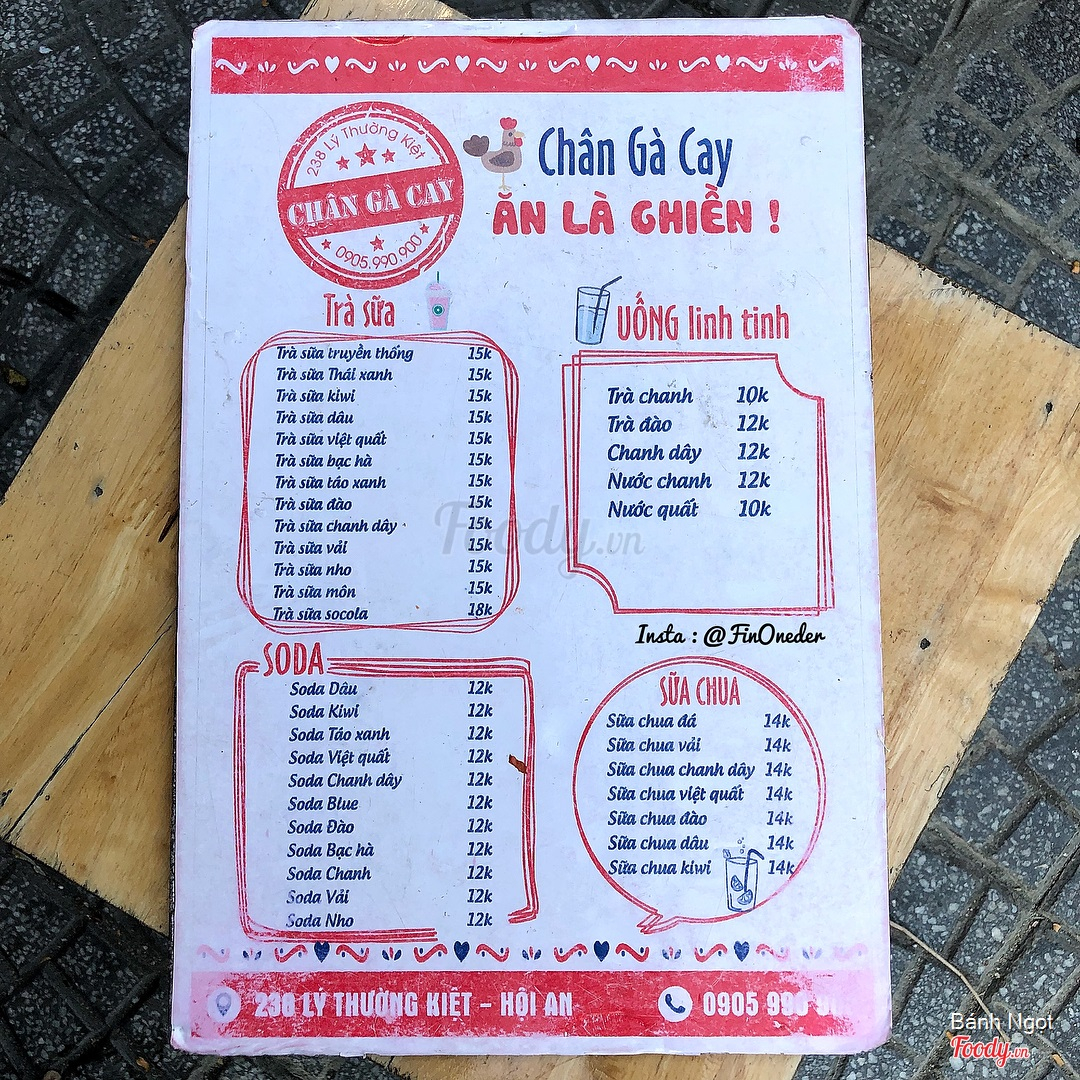 238 Lý Thường Kiệt
CHÂN GÀ CAY
0905.990.900
Chân Gà Cay
ĂN LÀ GHIỀN !
Trà sữa
Trà sữa truyền thống 15k
Trà sữa Thái xanh 15k
Trà sữa kiwi 15k
Trà sữa dâu 15k
Trà sữa việt quất 15k
Trà sữa bạc hà 15k
Trà sữa táo xanh 15k
Trà sữa đào 15k
Trà sữa chanh dây 15k
Trà sữa vải 15k
Trà sữa nho 15k
Trà sữa môn 15k
Trà sữa socola 18k
UỐNG linh tinh
Trà chanh 10k
Trà đào 12k
Chanh dây 12k
Nước chanh 12k
Nước quất 10k
Foody.vn
Insta : @FinOneder
SODA
Soda Dâu 12k
Soda Kiwi 12k
Soda Táo xanh 12k
Soda Việt quất 12k
Soda Chanh dây 12k
Soda Blue 12k
Soda Đào 12k
Soda Bạc hà 12k
Soda Chanh 12k
Soda Vải 12k
Soda Nho 12k
SỮA CHUA
Sữa chua đá 14k
Sữa chua vải 14k
Sữa chua chanh dây 14k
Sữa chua việt quất 14k
Sữa chua đào 14k
Sữa chua dâu 14k
Sữa chua kiwi 14k
238 LÝ THƯỜNG KIỆT - HỘI AN
0905 990
Bánh Ngọt
Foody.vn